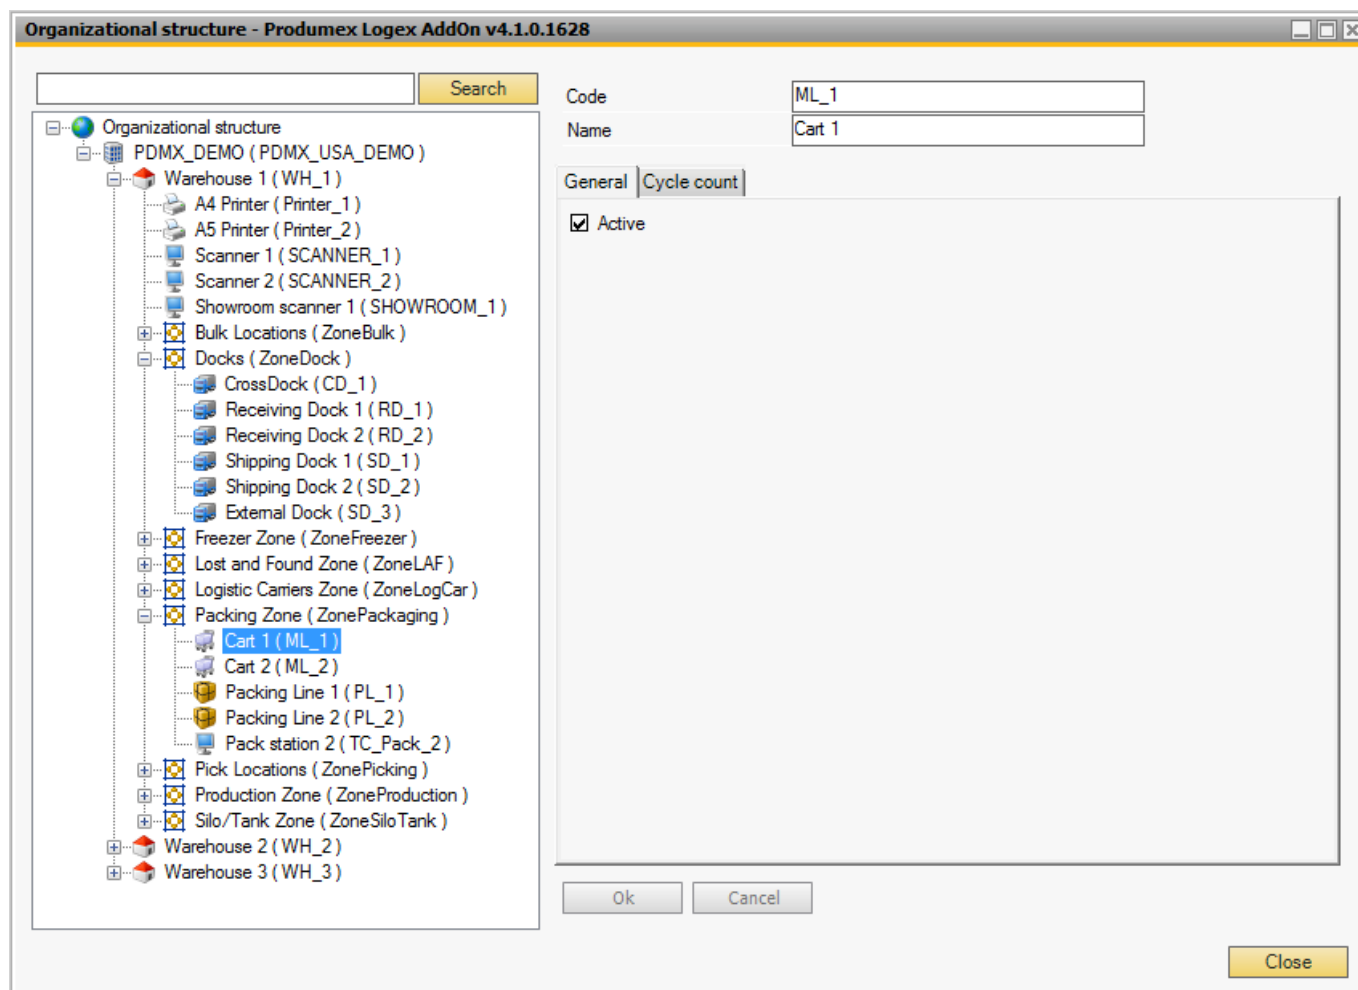 Organizational structure - Produmex Logex AddOn v4.1.0.1628
Search
Organizational structure
PDMX_DEMO ( PDMX_USA_DEMO )
Warehouse 1 ( WH_1 )
A4 Printer ( Printer_1 )
A5 Printer ( Printer_2 )
Scanner 1 ( SCANNER_1 )
Scanner 2 ( SCANNER_2 )
Showroom scanner 1 ( SHOWROOM_1 )
Bulk Locations ( ZoneBulk )
Docks ( ZoneDock )
CrossDock ( CD_1 )
Receiving Dock 1 ( RD_1 )
Receiving Dock 2 ( RD_2 )
Shipping Dock 1 ( SD_1 )
Shipping Dock 2 ( SD_2 )
External Dock ( SD_3 )
Freezer Zone ( ZoneFreezer )
Lost and Found Zone ( ZoneLAF )
Logistic Carriers Zone ( ZoneLogCar )
Packing Zone ( ZonePackaging )
Cart 1 ( ML_1 )
Cart 2 ( ML_2 )
Packing Line 1 ( PL_1 )
Packing Line 2 ( PL_2 )
Pack station 2 ( TC_Pack_2 )
Pick Locations ( ZonePicking )
Production Zone ( ZoneProduction )
Silo/Tank Zone ( ZoneSiloTank )
Warehouse 2 ( WH_2 )
Warehouse 3 ( WH_3 )
Code ML_1
Name Cart 1
General Cycle count
Active
Ok Cancel
Close